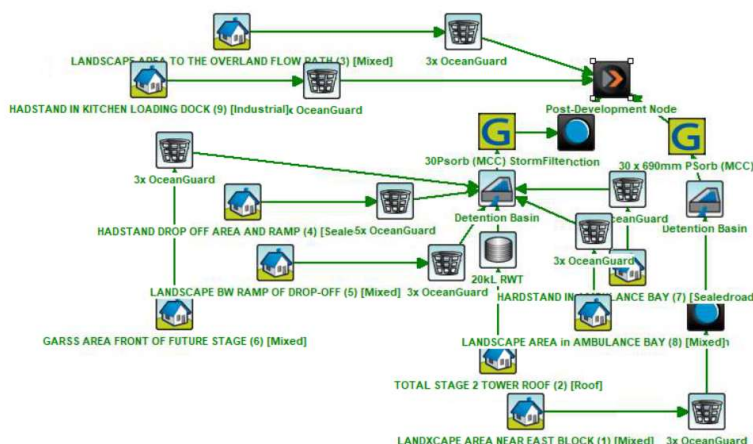 3x OceanGuard
LANDSCAPE AREA TO THE OVERLAND FLOW PATH (3) [Mixed]
HADSTAND IN KITCHEN LOADING DOCK (9) [Industrial]
OceanGuard
Post-Development Node
30Psorb (MCC) StormFilter
30 x 690mm PSorb (MCC)
3x OceanGuard
Detention Basin
Detention Basin
HADSTAND DROP OFF AREA AND RAMP (4)
5x OceanGuard
3x OceanGuard
20kL RWT
LANDSCAPE BW RAMP OF DROP-OFF (5) [Mixed]
3x OceanGuard
(7)
GARSS AREA FRONT OF FUTURE STAGE (6) [Mixed]
LANDSCAPE AREA in AMBULANCE BAY (8) [Mixed]
TOTAL STAGE 2 TOWER ROOF (2) [Roof]
LANDXCAPE AREA NEAR EAST BLOCK (1) [Mixed]
3x OceanGuard